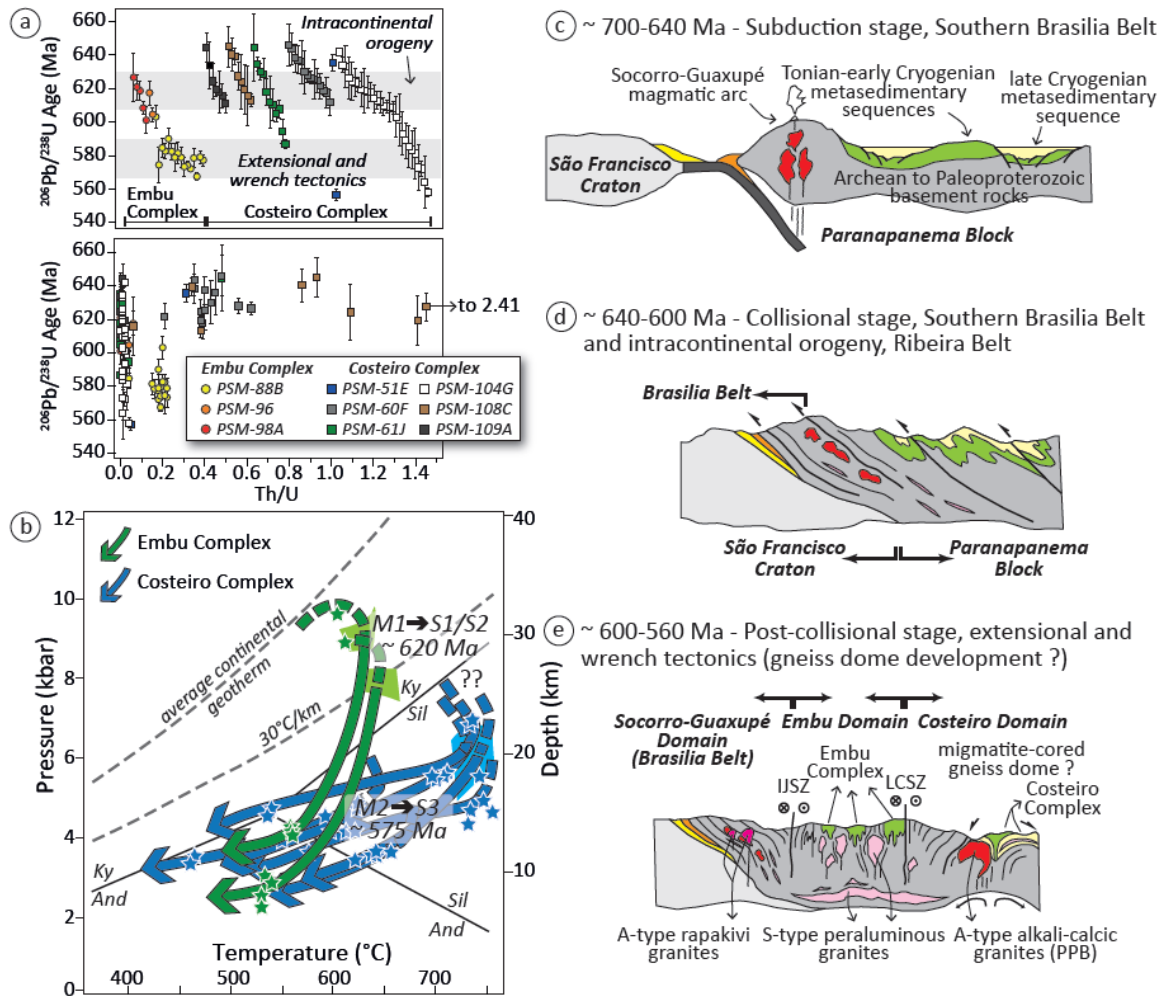 a
206Pb/238U Age (Ma)
660
640
620
600
580
560
540
Intracontinental
orogeny
Extensional and
wrench tectonics
Embu
Complex
Costeiro Complex
206Pb/238U Age (Ma)
660
640
620
600
580
560
540
to 2.41
Embu Complex
PSM-88B
PSM-96
PSM-98A
Costeiro Complex
PSM-51E
PSM-60F
PSM-61J
PSM-104G
PSM-108C
PSM-109A
0.0 0.2 0.4 0.6 0.8 1.0 1.2 1.4
Th/U
b
12
10
8
6
4
2
0
Pressure (kbar)
Embu Complex
Costeiro Complex
average continental
geotherm
30°C/km
M1➔S1/S2
~ 620 Ma
Ky
Sil
??
M2➔S3
~ 575 Ma
Ky
And
Sil
And
40
30
20
10
Depth (km)
Temperature (°C)
400 500 600 700
c
~ 700-640 Ma - Subduction stage, Southern Brasilia Belt
Socorro-Guaxupé
magmatic arc
Tonian-early Cryogenian
metasedimentary
sequences
late Cryogenian
metasedimentary
sequence
São Francisco
Craton
Archean to Paleoproterozoic
basement rocks
Paranapanema Block
d
~ 640-600 Ma - Collisional stage, Southern Brasilia Belt
and intracontinental orogeny, Ribeira Belt
Brasilia Belt
São Francisco
Craton
Paranapanema
Block
e
~ 600-560 Ma - Post-collisional stage, extensional and
wrench tectonics (gneiss dome development ?)
Socorro-Guaxupé
Domain
(Brasilia Belt)
Embu Domain
Costeiro Domain
Embu
Complex
IJSZ
LCSZ
migmatite-cored
gneiss dome ?
Costeiro
Complex
A-type rapakivi
granites
S-type peraluminous
granites
A-type alkali-calcic
granites (PPB)